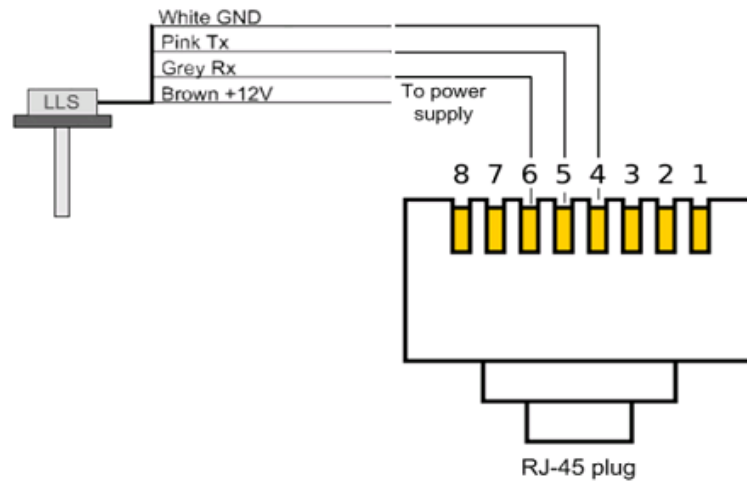 White GND
Pink Tx
Grey Rx
Brown +12V
LLS
To power
supply
8 7 6 5 4 3 2 1
RJ-45 plug